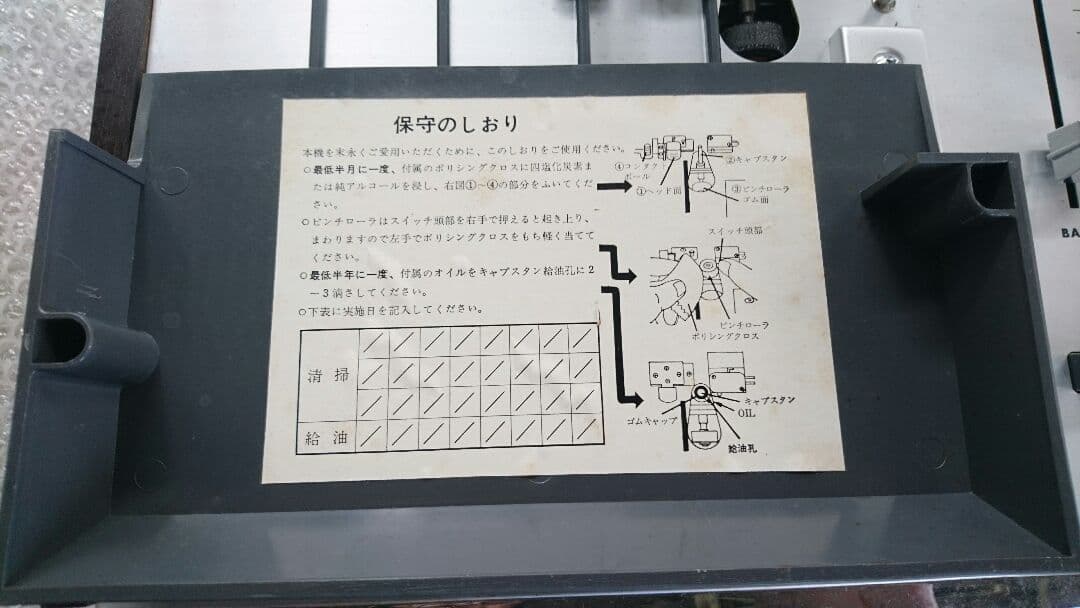 保守のしおり
本機を末永くご愛用いただくために、このしおりをご使用ください。
○最低半月に一度、付属のポリシングクロスに四塩化炭素ま
たは純アルコールを浸し、右図①〜④の部分をふいてくだ
さい。
○ピンチローラはスイッチ頭部を右手で押えると起き上り、
まわりますので左手でポリシングクロスをもち軽く当てて
ください。
○最低半年に一度、付属のオイルをキャプスタン給油孔に2
−3滴さしてください。
○下表に実施日を記入してください。
清掃
給油
④コンタクト
ポール
①ヘッド面
②キャプスタン
③ピンチローラ
ゴム面
スイッチ頭部
ピンチローラ
ポリシングクロス
キャプスタン
OIL
ゴムキャップ
給油孔
BA